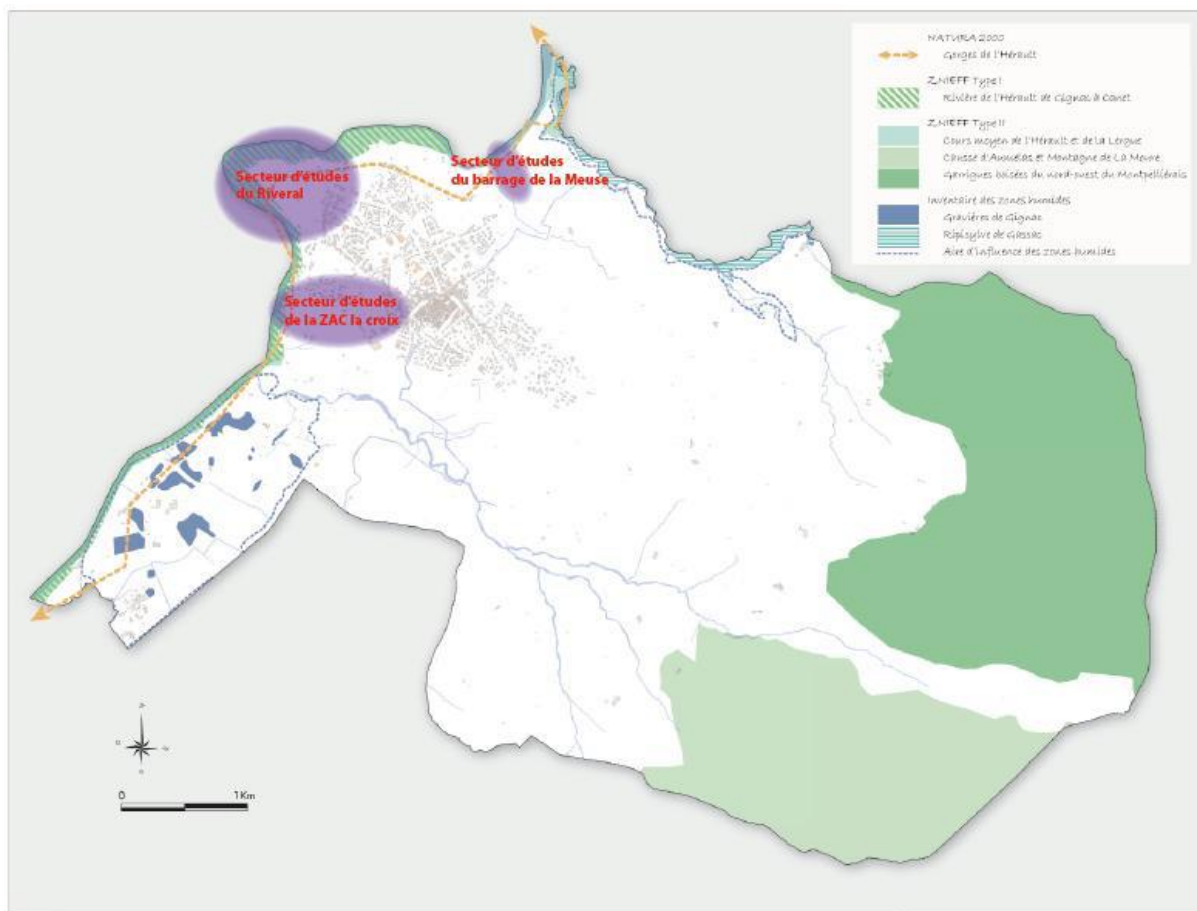 NATURA 2000
Gorges de l'Hérault
ZNIEFF Type I
Rivière de l'Hérault de Gignac à Canet
ZNIEFF Type II
Cours moyen de l'Hérault et de la Lergue
Causse d'Aumelas et Montagne de La Moure
Garrigues boisées du nord-ouest du Montpelliérais
Inventaire des zones humides
Gravières de Gignac
Ripisylve de Gassac
Aire d'influence des zones humides
Secteur d'études
du Riveral
Secteur d'études
du barrage de la Meuse
Secteur d'études
de la ZAC la croix
0 1Km